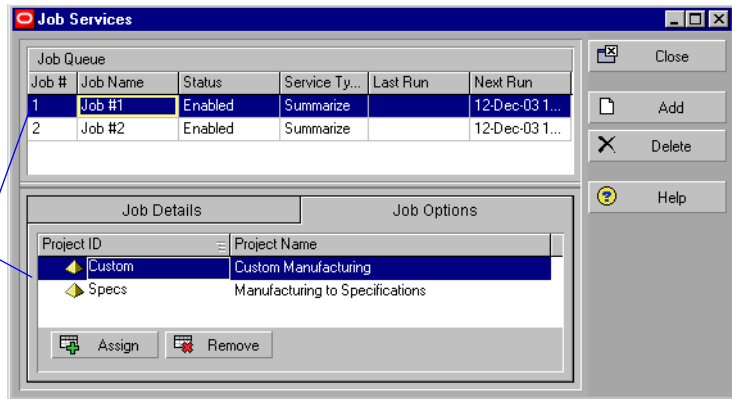 Job Services
Job Queue
Job # Job Name Status Service Ty... Last Run Next Run
1 Job #1 Enabled Summarize 12-Dec-03 1...
2 Job #2 Enabled Summarize 12-Dec-03 1...
Job Details Job Options
Project ID Project Name
Custom Custom Manufacturing
Specs Manufacturing to Specifications
Assign Remove
Close
Add
Delete
Help